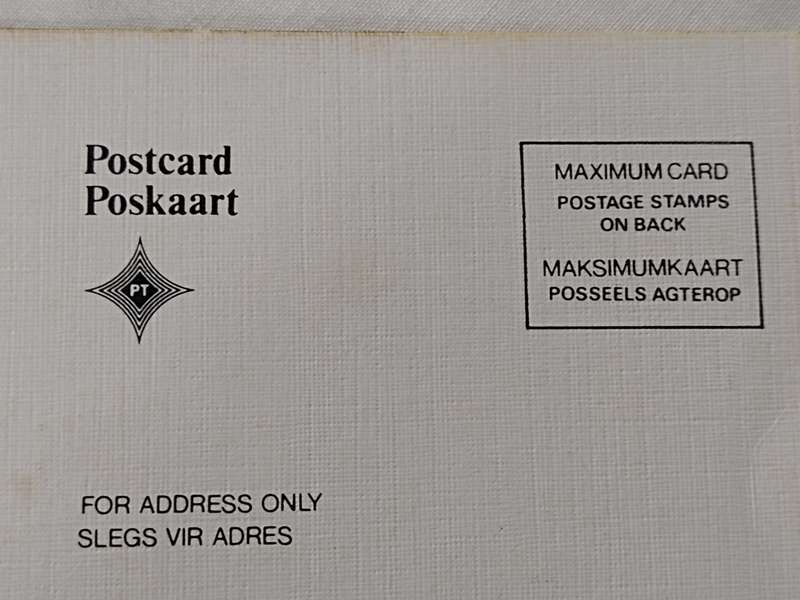 Postcard
Poskaart
PT
MAXIMUM CARD
POSTAGE STAMPS
ON BACK
MAKSIMUMKAART
POSSEELS AGTEROP
FOR ADDRESS ONLY
SLEGS VIR ADRES